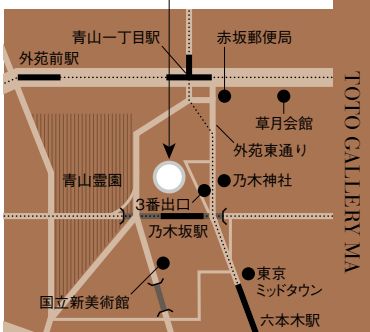 青山一丁目駅
赤坂郵便局
外苑前駅
草月会館
外苑東通り
青山霊園
乃木神社
3番出口
乃木坂駅
東京
ミッドタウン
国立新美術館
六本木駅
TOTO GALLERY MA